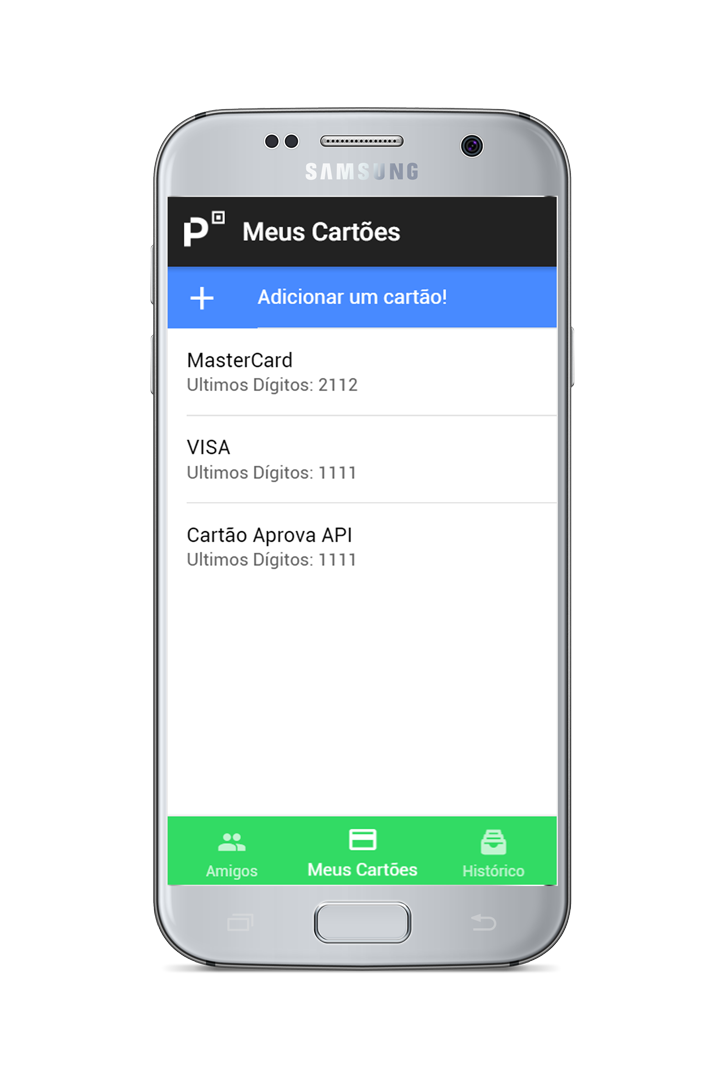 SAMSUNG
P Meus Cartões
Adicionar um cartão!
MasterCard
Ultimos Dígitos: 2112
VISA
Ultimos Dígitos: 1111
Cartão Aprova API
Ultimos Dígitos: 1111
Amigos Meus Cartões Histórico